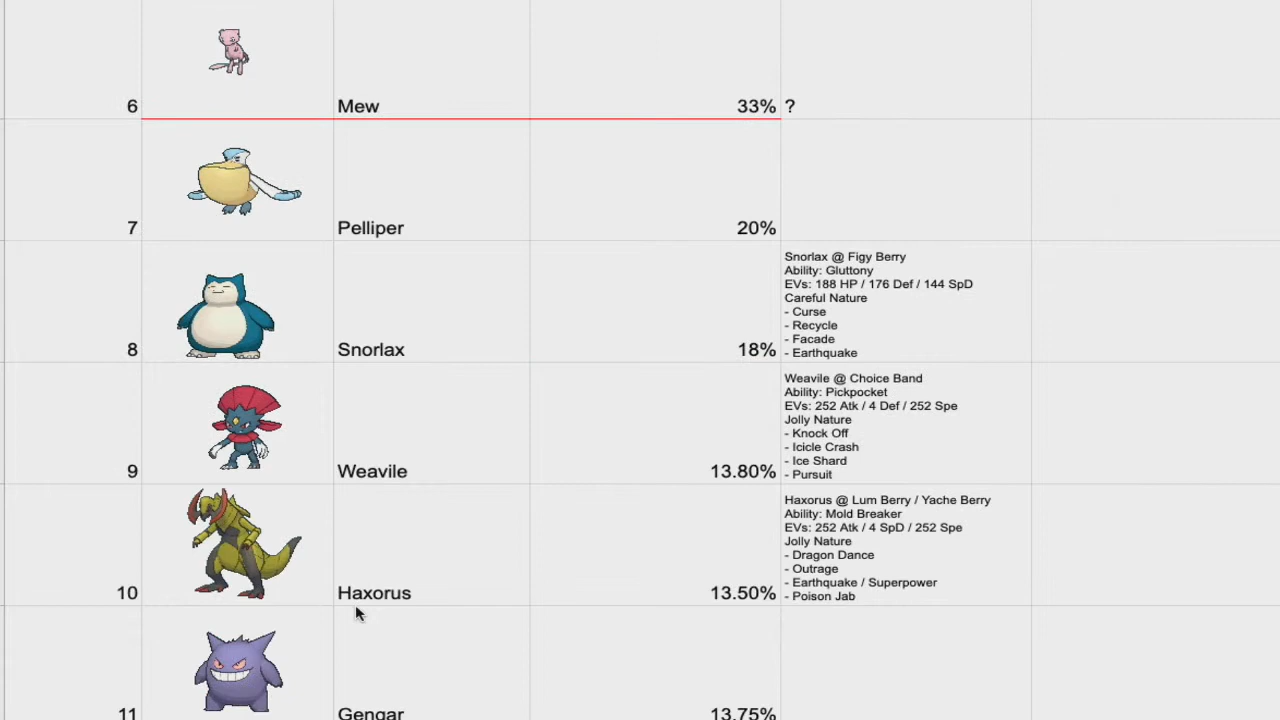 6 Mew 33% ?
7 Pelliper 20%
Snorlax @ Figy Berry
Ability: Gluttony
EVs: 188 HP / 176 Def / 144 SpD
Careful Nature
- Curse
- Recycle
- Facade
- Earthquake
8 Snorlax 18%
Weavile @ Choice Band
Ability: Pickpocket
EVs: 252 Atk / 4 Def / 252 Spe
Jolly Nature
- Knock Off
- Icicle Crash
- Ice Shard
- Pursuit
9 Weavile 13.80%
Haxorus @ Lum Berry / Yache Berry
Ability: Mold Breaker
EVs: 252 Atk / 4 SpD / 252 Spe
Jolly Nature
- Dragon Dance
- Outrage
- Earthquake / Superpower
- Poison Jab
10 Haxorus 13.50%
11 Gengar 13.75%